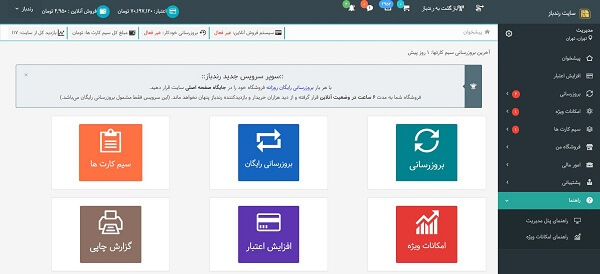 سایت رندباز
بازگشت به رندباز
اعتبار: ۷۰,۱۹۷,۱۲۰ تومان
فروش آنلاین: ۴,۹۵۰ تومان
رندباز
مدیریت
تهران، تهران
پیشخوان
افزایش اعتبار
بروزرسانی
امکانات ویژه
سیم کارت ها
فروشگاه من
امور مالی
پشتیبانی
راهنما
راهنمای پنل مدیریت
راهنمای امکانات ویژه
پیشخوان
سیستم فروش آنلاین: غیر فعال
بروزرسانی خودکار: غیر فعال
مبلغ کل سیم کارت ها: تومان
بازدید کل از سایت: ۱۱۷
آخرین بروزرسانی سیم کارتها: ۱ روز پیش
::سوپر سرویس جدید رندباز::
با هر بار بروزرسانی رایگان روزانه فروشگاه خود را در جایگاه صفحه اصلی سایت قرار دهید.
فروشگاه شما به مدت ۶ ساعت در وضعیت آنلاین قرار گرفته و از دید هزاران خریدار و بازدیدکننده رندباز پنهان نخواهد ماند. (این سرویس فقط مشمول بروزرسانی رایگان می‌باشد.)
بروزرسانی
بروزرسانی رایگان
سیم کارت ها
امکانات ویژه
افزایش اعتبار
گزارش چاپی